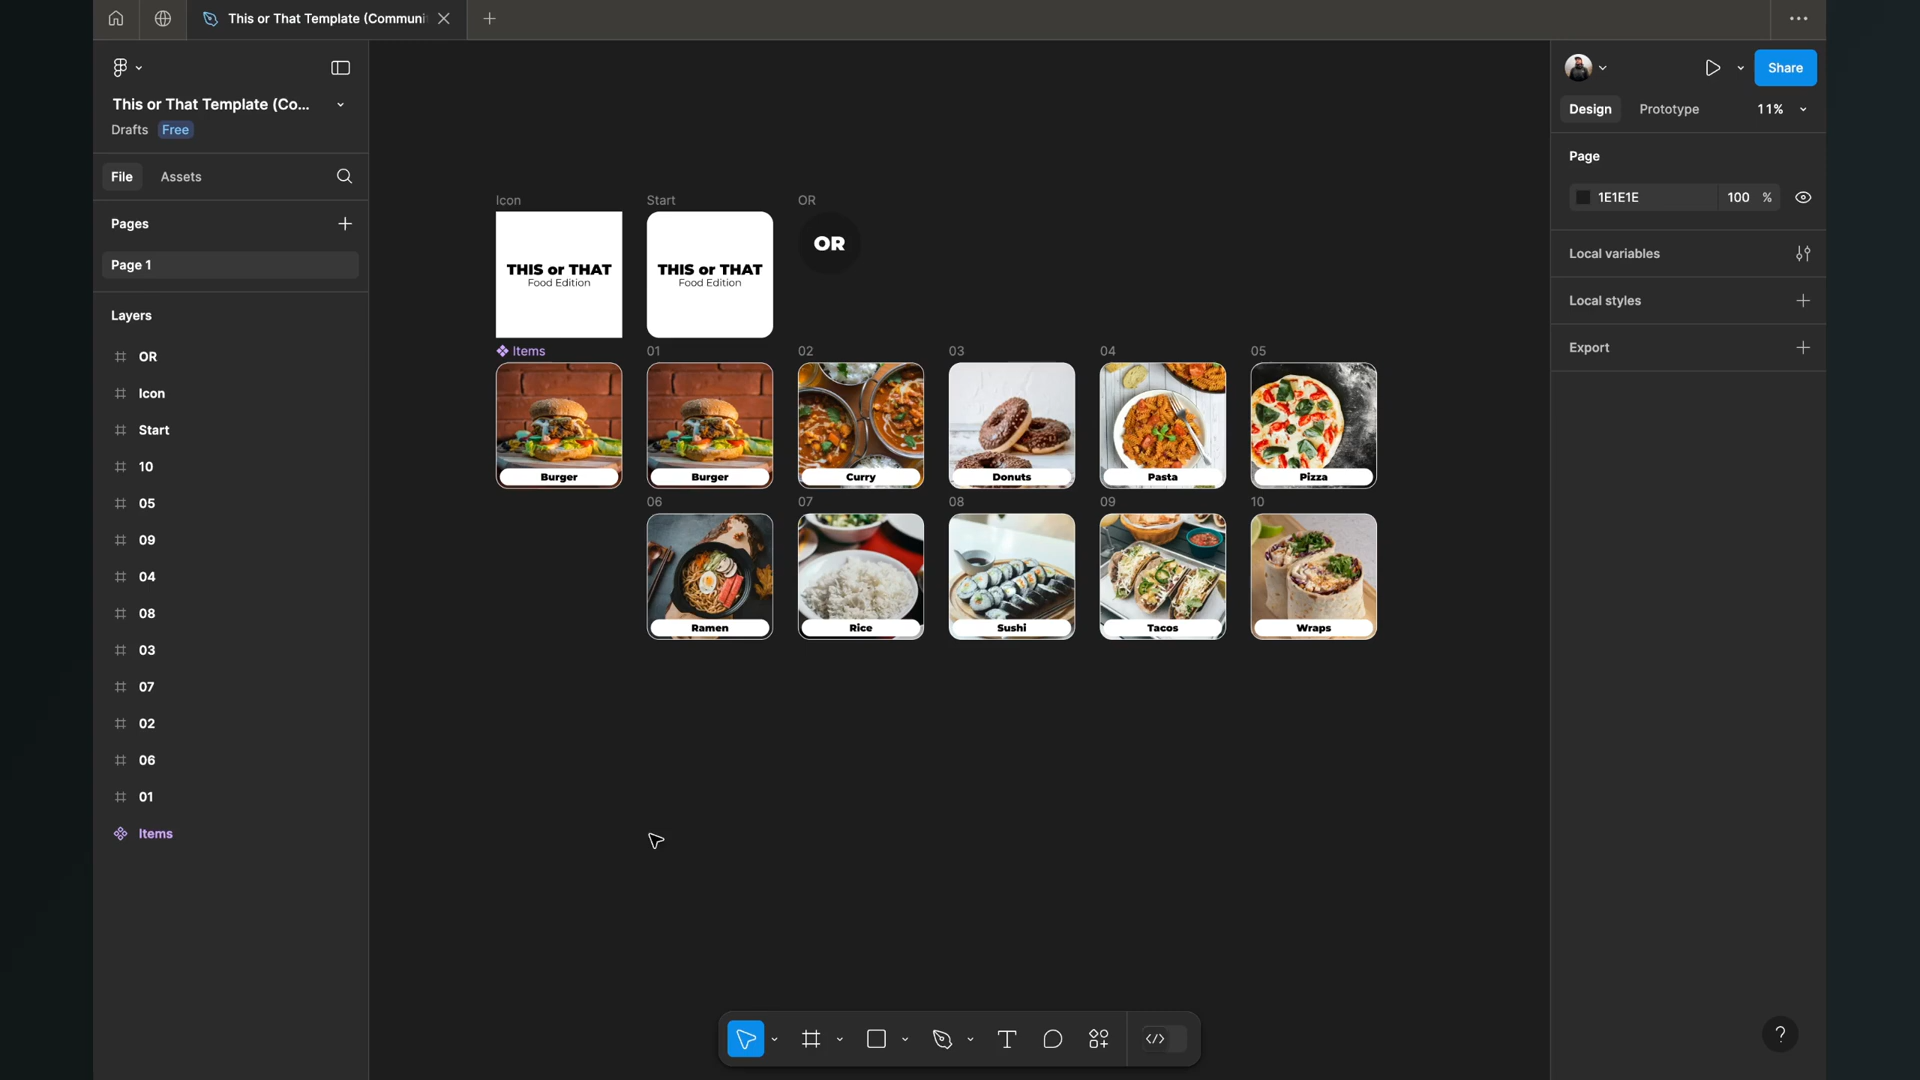 This or That Template (Communi
This or That Template (Co...
Drafts Free
File Assets
Pages
Page 1
Layers
OR
Icon
Start
10
05
09
04
08
03
07
02
06
01
Items
Icon
Start
OR
THIS or THAT
Food Edition
THIS or THAT
Food Edition
OR
Items
01
02
03
04
05
Burger
Burger
Curry
Donuts
Pasta
Pizza
06
07
08
09
10
Ramen
Rice
Sushi
Tacos
Wraps
Share
Design Prototype 11%
Page
1E1E1E 100 %
Local variables
Local styles
Export
?